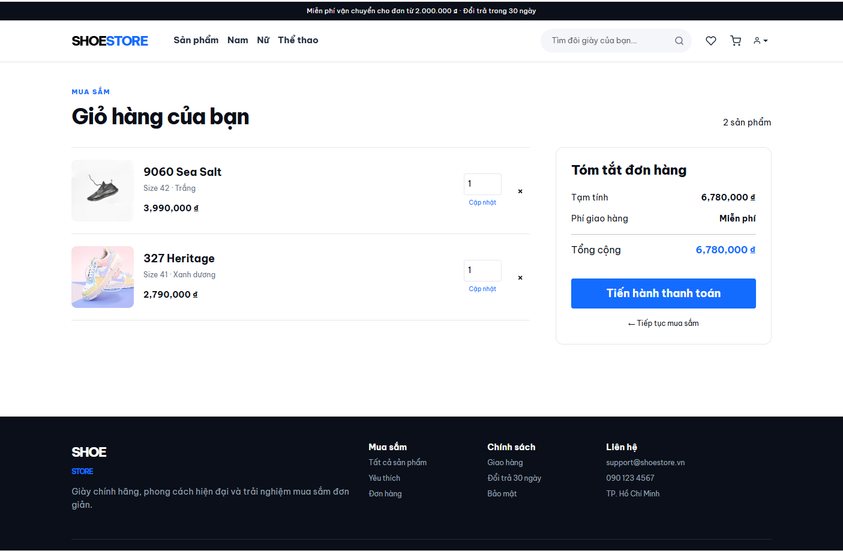 Miễn phí vận chuyển cho đơn từ 2.000.000 ₫ · Đổi trả trong 30 ngày
SHOESTORE
Sản phẩm Nam Nữ Thể thao
Tìm đôi giày của bạn...
MUA SẮM
Giỏ hàng của bạn
2 sản phẩm
9060 Sea Salt
Size 42 · Trắng
3,990,000 ₫
1
Cập nhật
×
327 Heritage
Size 41 · Xanh dương
2,790,000 ₫
1
Cập nhật
×
Tóm tắt đơn hàng
Tạm tính 6,780,000 ₫
Phí giao hàng Miễn phí
Tổng cộng 6,780,000 ₫
Tiến hành thanh toán
← Tiếp tục mua sắm
SHOE
STORE
Giày chính hãng, phong cách hiện đại và trải nghiệm mua sắm đơn
giản.
Mua sắm
Tất cả sản phẩm
Yêu thích
Đơn hàng
Chính sách
Giao hàng
Đổi trả 30 ngày
Bảo mật
Liên hệ
support@shoestore.vn
090 123 4567
TP. Hồ Chí Minh